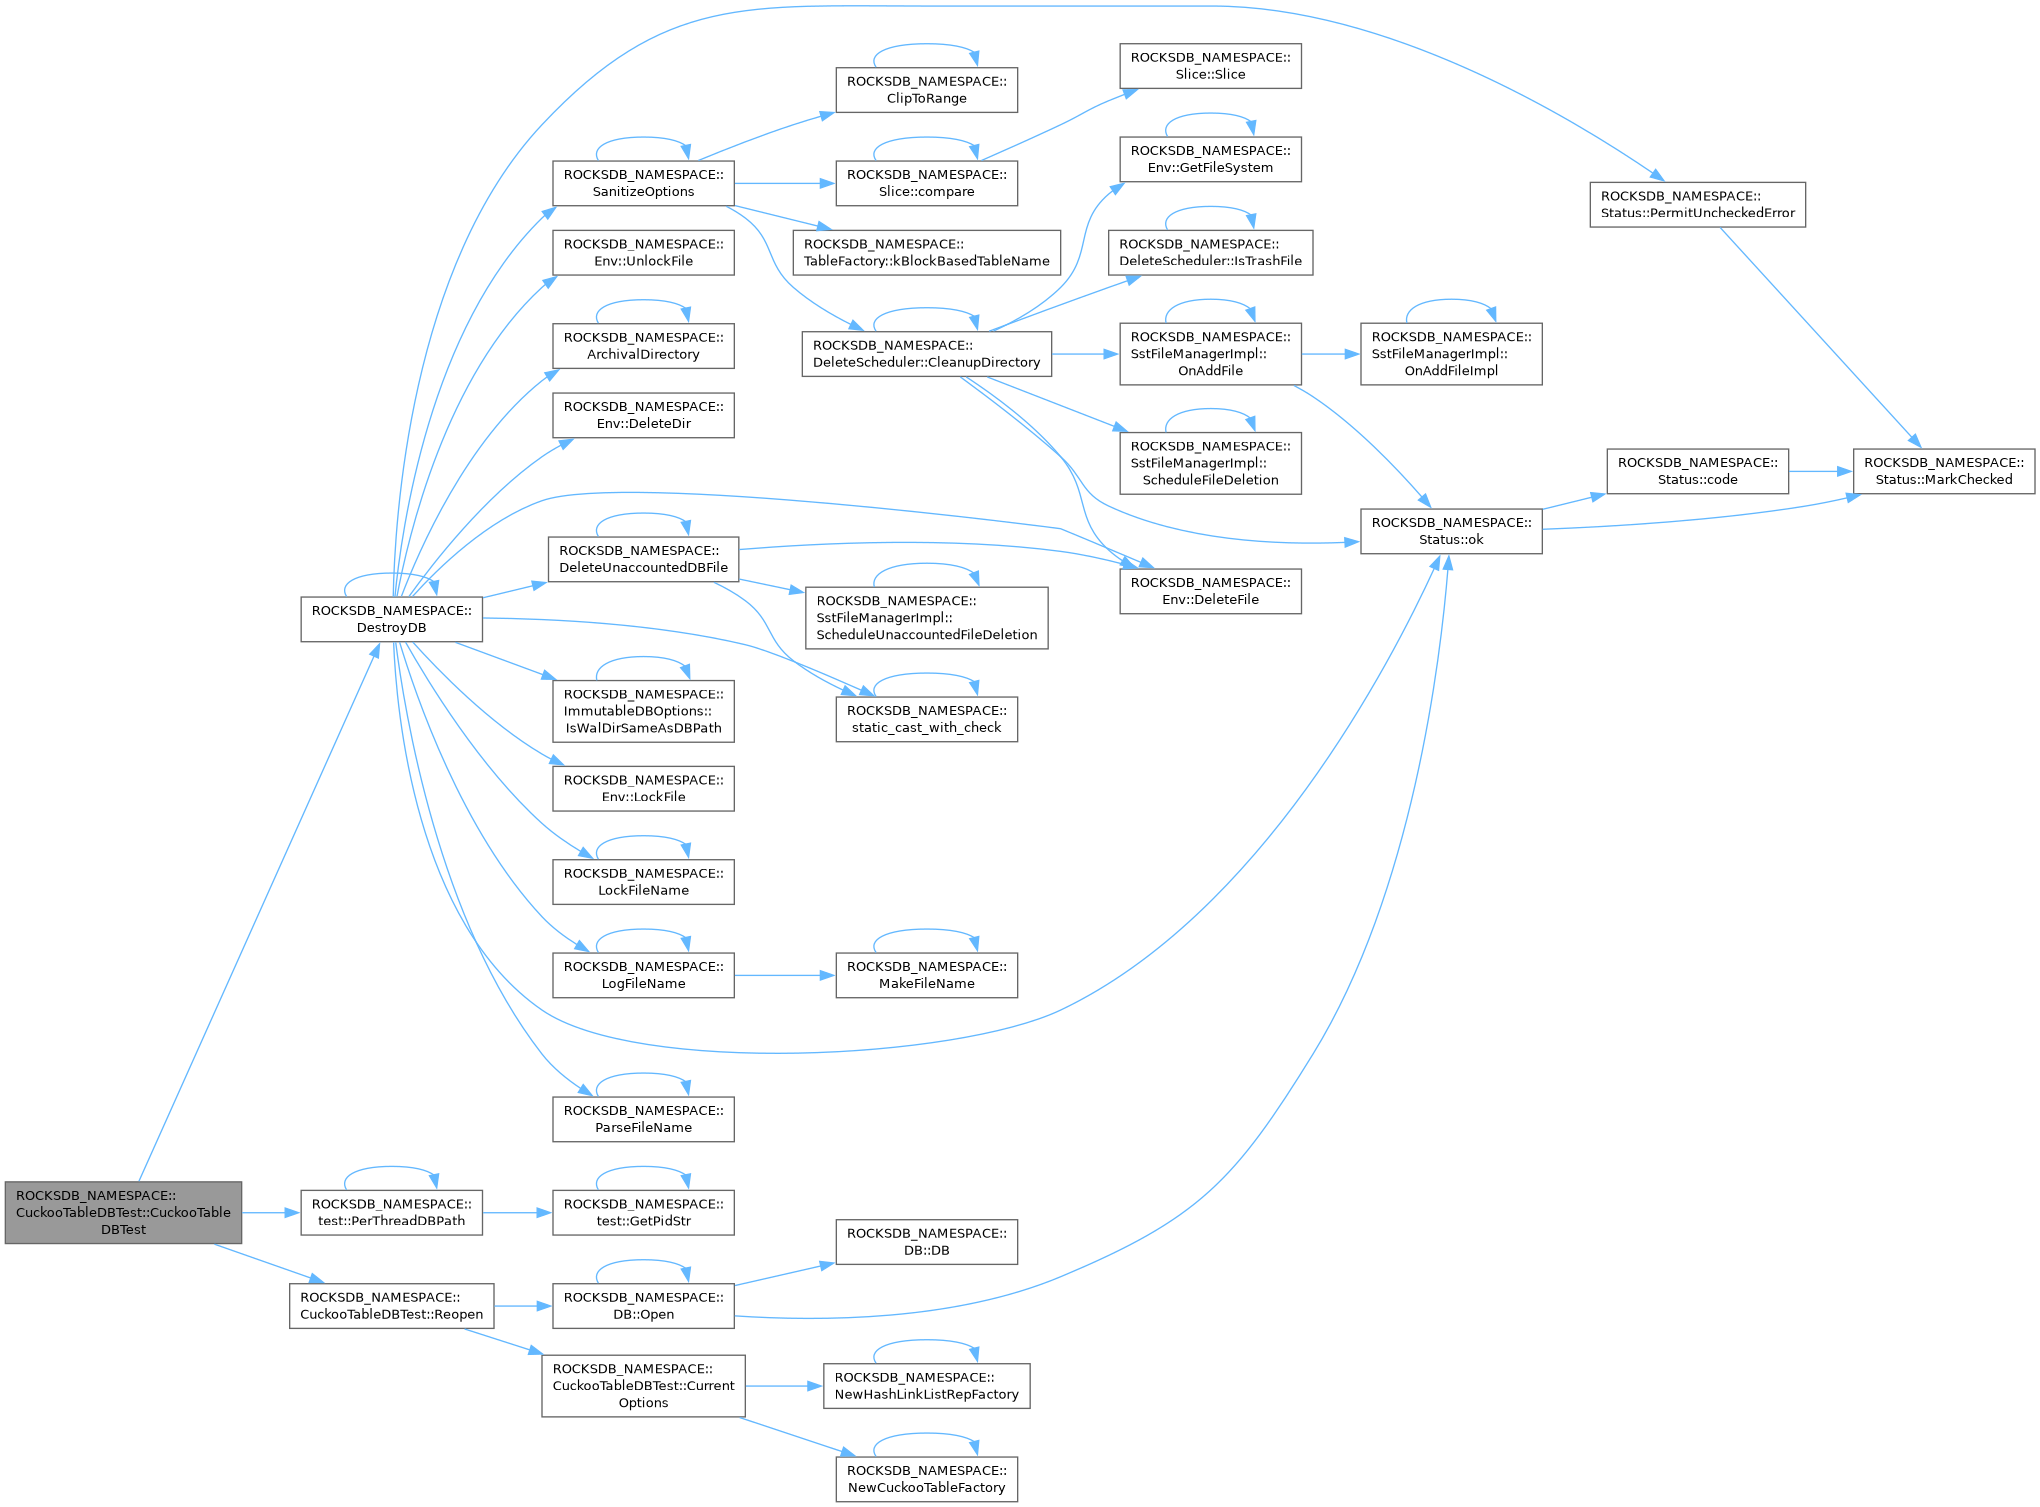 ROCKSDB_NAMESPACE::
CuckooTableDBTest::CuckooTable
DBTest
ROCKSDB_NAMESPACE::
DestroyDB
ROCKSDB_NAMESPACE::
test::PerThreadDBPath
ROCKSDB_NAMESPACE::
CuckooTableDBTest::Reopen
ROCKSDB_NAMESPACE::
SanitizeOptions
ROCKSDB_NAMESPACE::
Env::UnlockFile
ROCKSDB_NAMESPACE::
ArchivalDirectory
ROCKSDB_NAMESPACE::
Env::DeleteDir
ROCKSDB_NAMESPACE::
DeleteUnaccountedDBFile
ROCKSDB_NAMESPACE::
ImmutableDBOptions::
IsWalDirSameAsDBPath
ROCKSDB_NAMESPACE::
Env::LockFile
ROCKSDB_NAMESPACE::
LockFileName
ROCKSDB_NAMESPACE::
LogFileName
ROCKSDB_NAMESPACE::
ParseFileName
ROCKSDB_NAMESPACE::
test::GetPidStr
ROCKSDB_NAMESPACE::
DB::Open
ROCKSDB_NAMESPACE::
CuckooTableDBTest::Current
Options
ROCKSDB_NAMESPACE::
ClipToRange
ROCKSDB_NAMESPACE::
Slice::compare
ROCKSDB_NAMESPACE::
TableFactory::kBlockBasedTableName
ROCKSDB_NAMESPACE::
DeleteScheduler::CleanupDirectory
ROCKSDB_NAMESPACE::
SstFileManagerImpl::
ScheduleUnaccountedFileDeletion
ROCKSDB_NAMESPACE::
static_cast_with_check
ROCKSDB_NAMESPACE::
MakeFileName
ROCKSDB_NAMESPACE::
DB::DB
ROCKSDB_NAMESPACE::
NewHashLinkListRepFactory
ROCKSDB_NAMESPACE::
NewCuckooTableFactory
ROCKSDB_NAMESPACE::
Slice::Slice
ROCKSDB_NAMESPACE::
Env::GetFileSystem
ROCKSDB_NAMESPACE::
DeleteScheduler::IsTrashFile
ROCKSDB_NAMESPACE::
SstFileManagerImpl::
OnAddFile
ROCKSDB_NAMESPACE::
SstFileManagerImpl::
ScheduleFileDeletion
ROCKSDB_NAMESPACE::
Env::DeleteFile
ROCKSDB_NAMESPACE::
SstFileManagerImpl::
OnAddFileImpl
ROCKSDB_NAMESPACE::
Status::ok
ROCKSDB_NAMESPACE::
Status::PermitUncheckedError
ROCKSDB_NAMESPACE::
Status::code
ROCKSDB_NAMESPACE::
Status::MarkChecked